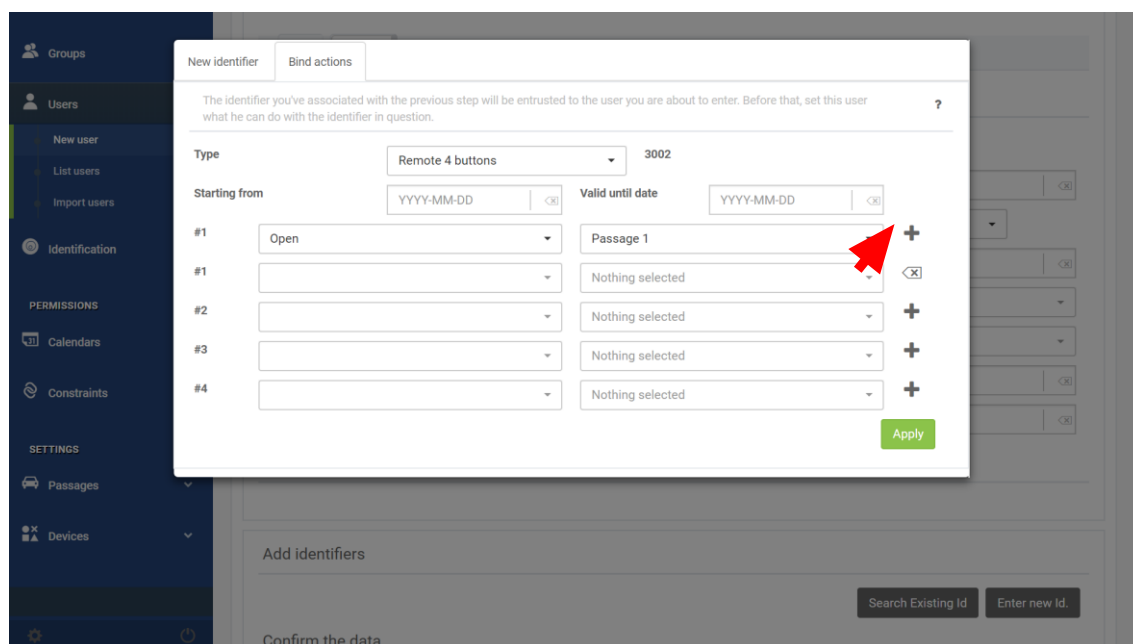 Groups
Users
New user
List users
Import users
Identification
PERMISSIONS
31
Calendars
Constraints
SETTINGS
Passages
Devices
New identifier
Bind actions
The identifier you've associated with the previous step will be entrusted to the user you are about to enter. Before that, set this user
what he can do with the identifier in question.
?
Type
Remote 4 buttons
3002
Starting from
YYYY-MM-DD
Valid until date
YYYY-MM-DD
#1
Open
Passage 1
#1
Nothing selected
#2
Nothing selected
#3
Nothing selected
#4
Nothing selected
Apply
Add identifiers
Search Existing Id
Enter new Id.
Confirm the data